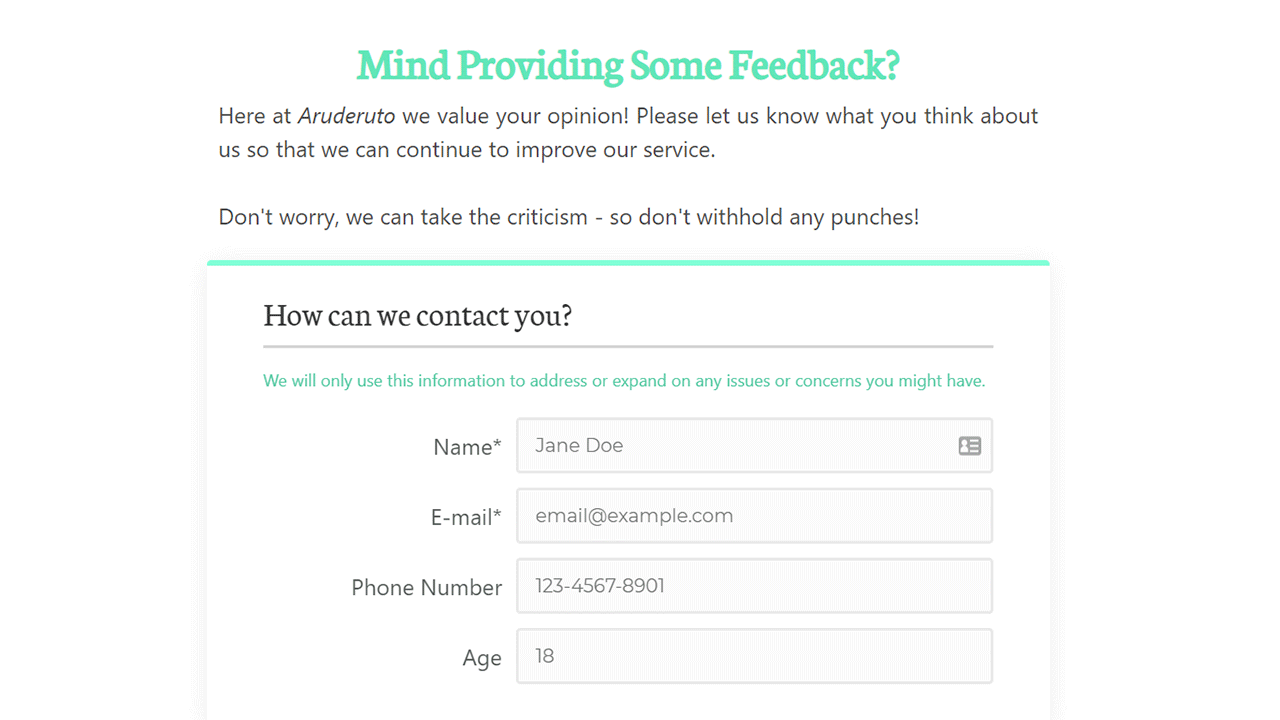 Mind Providing Some Feedback?
Here at Aruderuto we value your opinion! Please let us know what you think about
us so that we can continue to improve our service.
Don't worry, we can take the criticism - so don't withhold any punches!
How can we contact you?
We will only use this information to address or expand on any issues or concerns you might have.
Name* Jane Doe
E-mail* email@example.com
Phone Number 123-4567-8901
Age 18